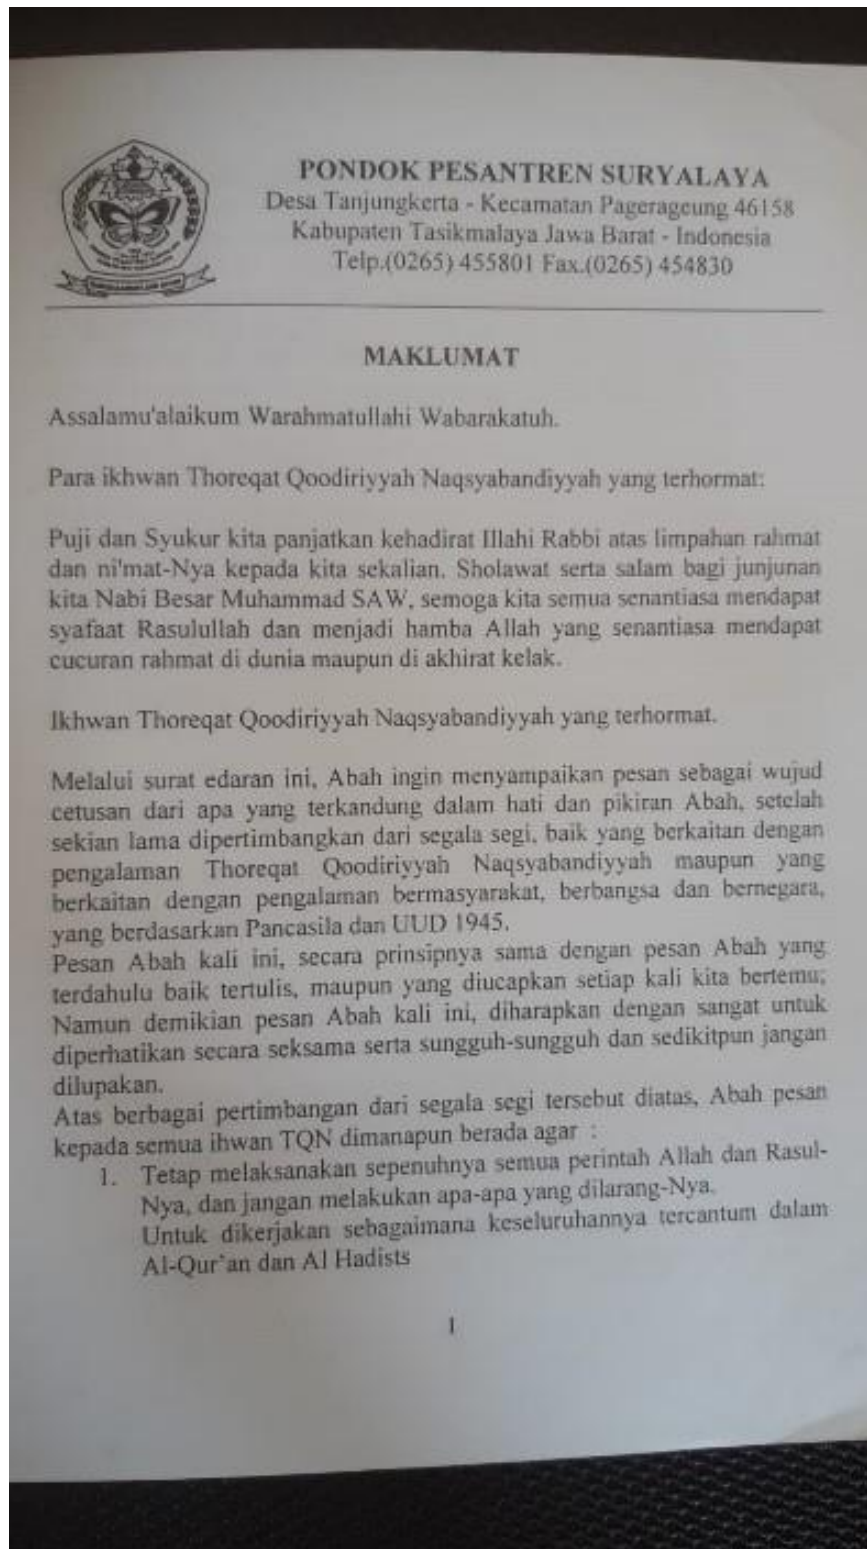 PONDOK PESANTREN SURYALAYA
Desa Tanjungkerta - Kecamatan Pagerageung 46158
Kabupaten Tasikmalaya Jawa Barat - Indonesia
Telp.(0265) 455801 Fax.(0265) 454830
MAKLUMAT
Assalamu'alaikum Warahmatullahi Wabarakatuh.
Para ikhwan Thoreqat Qoodiriyyah Naqsyabandiyyah yang terhormat:
Puji dan Syukur kita panjatkan kehadirat Illahi Rabbi atas limpahan rahmat
dan ni'mat-Nya kepada kita sekalian. Sholawat serta salam bagi junjunan
kita Nabi Besar Muhammad SAW, semoga kita semua senantiasa mendapat
syafaat Rasulullah dan menjadi hamba Allah yang senantiasa mendapat
cucuran rahmat di dunia maupun di akhirat kelak.
Ikhwan Thoreqat Qoodiriyyah Naqsyabandiyyah yang terhormat.
Melalui surat edaran ini, Abah ingin menyampaikan pesan sebagai wujud
cetusan dari apa yang terkandung dalam hati dan pikiran Abah, setelah
sekian lama dipertimbangkan dari segala segi, baik yang berkaitan dengan
pengalaman Thoreqat Qoodiriyyah Naqsyabandiyyah maupun yang
berkaitan dengan pengalaman bermasyarakat, berbangsa dan bernegara,
yang berdasarkan Pancasila dan UUD 1945.
Pesan Abah kali ini, secara prinsipnya sama dengan pesan Abah yang
terdahulu baik tertulis, maupun yang diucapkan setiap kali kita bertemu;
Namun demikian pesan Abah kali ini, diharapkan dengan sangat untuk
diperhatikan secara seksama serta sungguh-sungguh dan sedikitpun jangan
dilupakan.
Atas berbagai pertimbangan dari segala segi tersebut diatas, Abah pesan
kepada semua ihwan TQN dimanapun berada agar :
1. Tetap melaksanakan sepenuhnya semua perintah Allah dan Rasul-
Nya, dan jangan melakukan apa-apa yang dilarang-Nya.
Untuk dikerjakan sebagaimana keseluruhannya tercantum dalam
Al-Qur'an dan Al Hadists
1